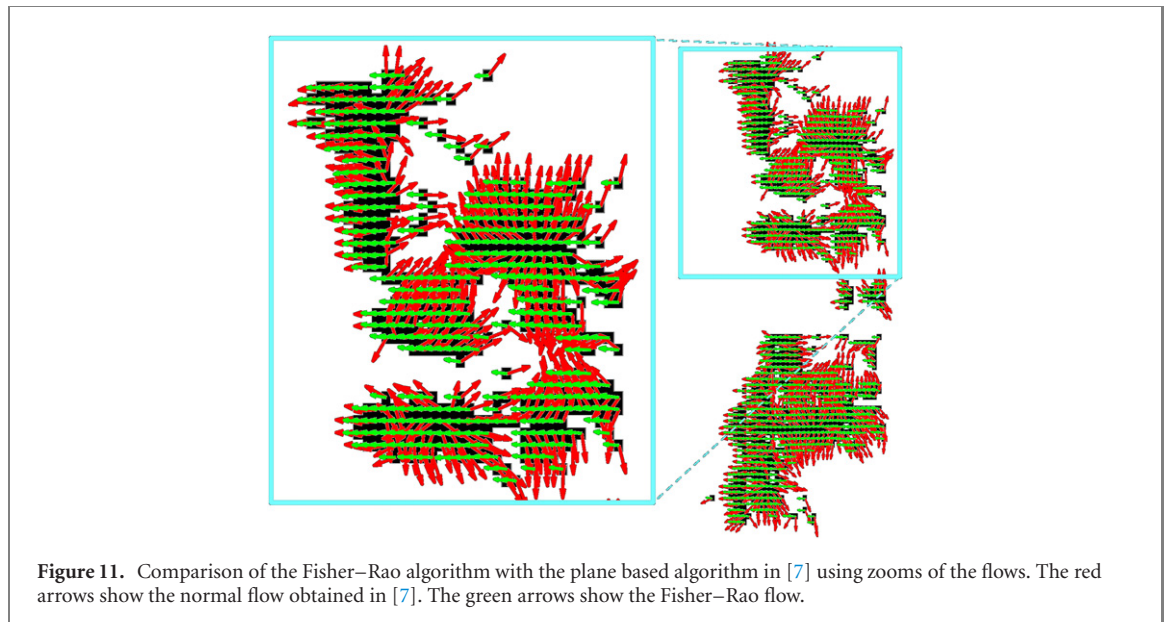 Figure 11. Comparison of the Fisher–Rao algorithm with the plane based algorithm in [7] using zooms of the flows. The red
arrows show the normal flow obtained in [7]. The green arrows show the Fisher–Rao flow.